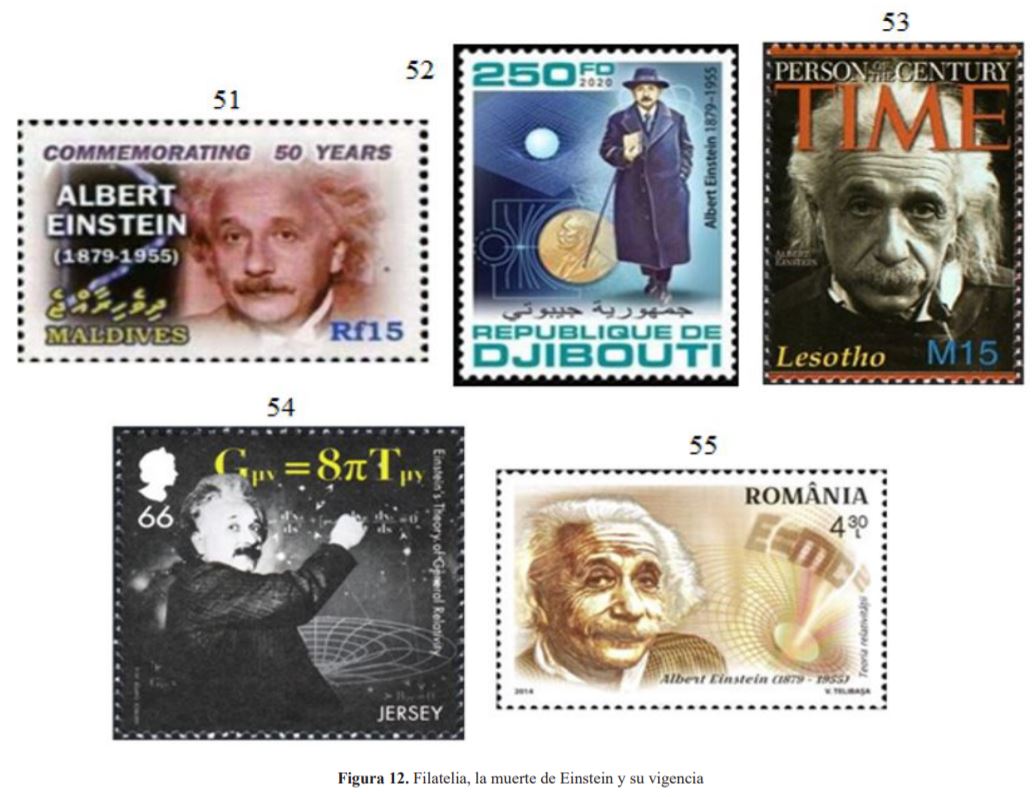 51
COMMEMORATING 50 YEARS
ALBERT
EINSTEIN
(1879-1955)
ދިވެހިރާއްޖެ
MALDIVES
Rf15
52
250FD
2020
Albert Einstein 1879-1955
جمهورية جيبوتي
REPUBLIQUE DE
DJIBOUTI
53
PERSON OF THE CENTURY
TIME
ALBERT
EINSTEIN
Lesotho
M15
54
Gμν = 8πTμν
66
Einstein's Theory of General Relativity
JERSEY
55
ROMÂNIA
4 30 L
E=mc²
Teoria relativității
Albert Einstein (1879 - 1955)
2014
V. TELIBAȘA
Figura 12. Filatelia, la muerte de Einstein y su vigencia